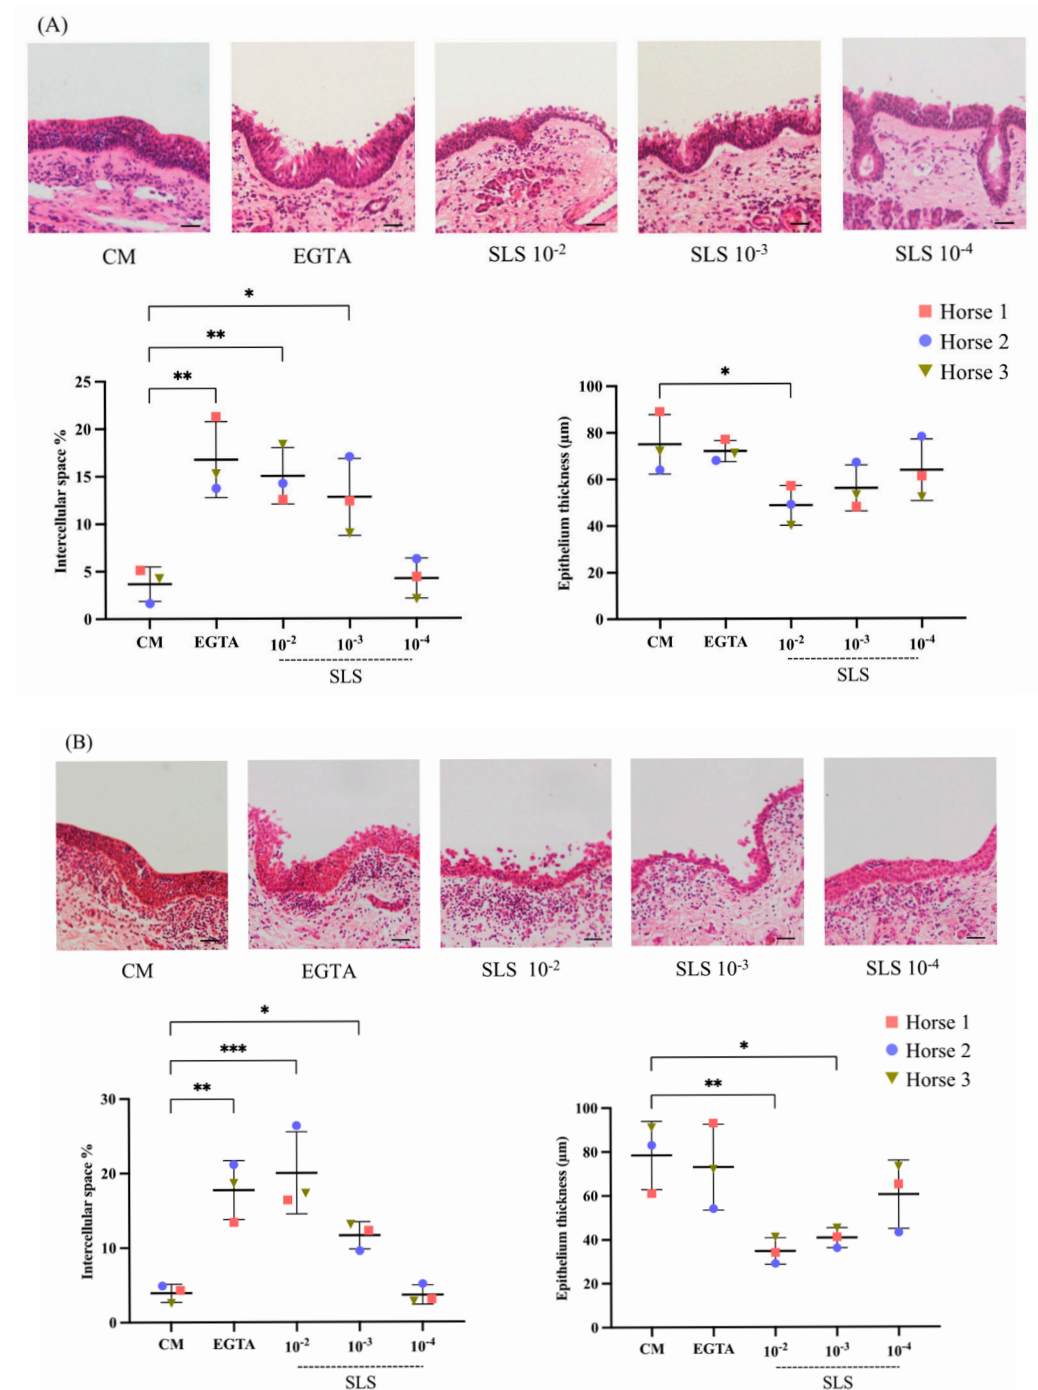 (A)
CM EGTA SLS 10-2 SLS 10-3 SLS 10-4
Horse 1
Horse 2
Horse 3
*
**
**
Intercellular space %
25
20
15
10
5
0
CM EGTA 10-2 10-3 10-4
SLS
*
Epithelium thickness (µm)
100
80
60
40
20
0
CM EGTA 10-2 10-3 10-4
SLS
(B)
CM EGTA SLS 10-2 SLS 10-3 SLS 10-4
Horse 1
Horse 2
Horse 3
*
***
**
Intercellular space %
30
20
10
0
CM EGTA 10-2 10-3 10-4
SLS
*
**
Epithelium thickness (µm)
100
80
60
40
20
0
CM EGTA 10-2 10-3 10-4
SLS